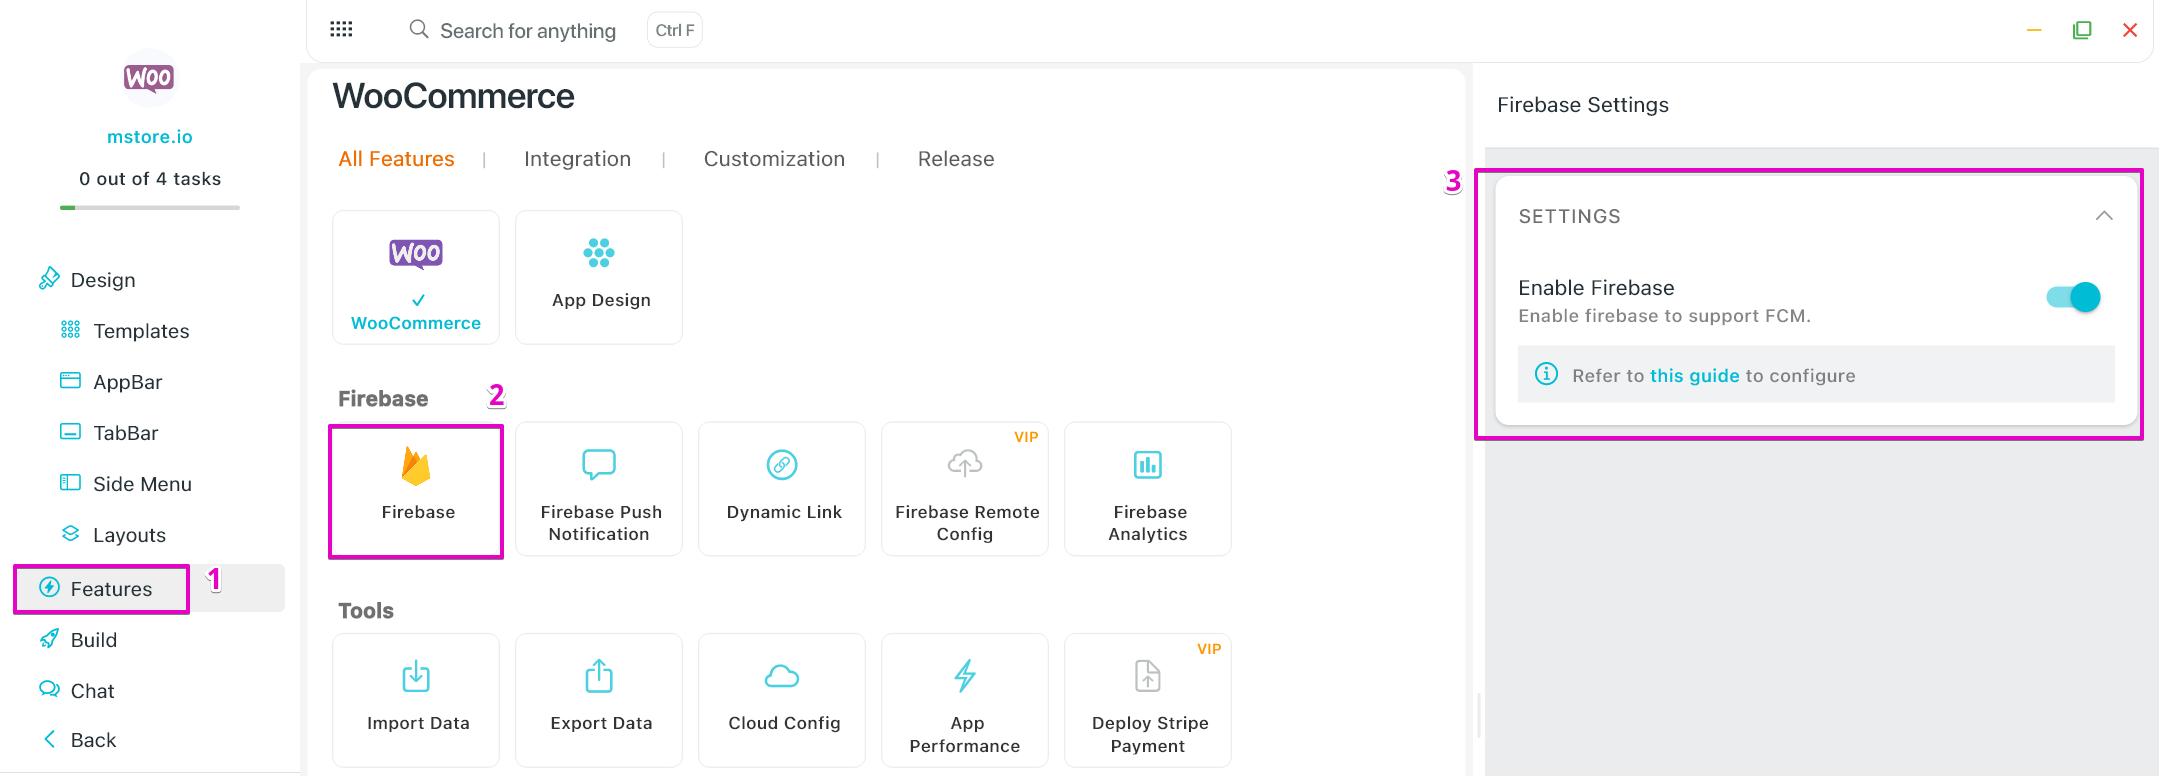 WOO
mstore.io
0 out of 4 tasks
Design
Templates
AppBar
TabBar
Side Menu
Layouts
Features
1
Build
Chat
Back
Search for anything
Ctrl F
WooCommerce
All Features | Integration | Customization | Release
WOO
WooCommerce
App Design
Firebase
2
Firebase
Firebase Push
Notification
Dynamic Link
VIP
Firebase Remote
Config
Firebase
Analytics
Tools
Import Data
Export Data
Cloud Config
App
Performance
VIP
Deploy Stripe
Payment
Firebase Settings
3
SETTINGS
Enable Firebase
Enable firebase to support FCM.
Refer to this guide to configure